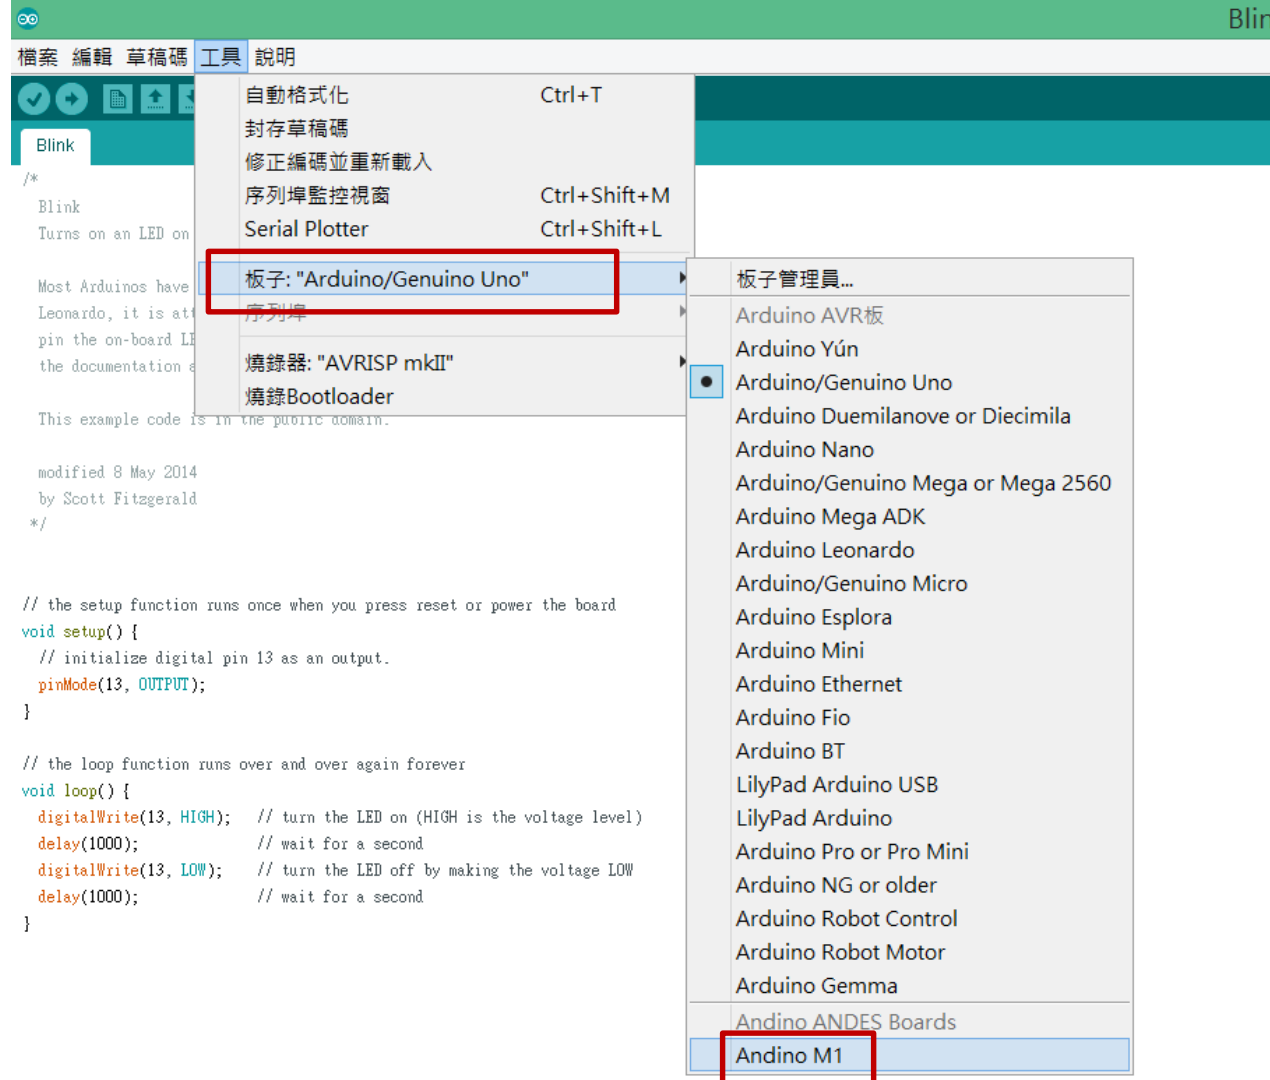 Blin
檔案 編輯 草稿碼 工具 說明
Blink
自動格式化 Ctrl+T
封存草稿碼
修正編碼並重新載入
序列埠監控視窗 Ctrl+Shift+M
Serial Plotter Ctrl+Shift+L
板子: "Arduino/Genuino Uno"
序列埠
燒錄器: "AVRISP mkII"
燒錄Bootloader
板子管理員...
Arduino AVR板
Arduino Yún
Arduino/Genuino Uno
Arduino Duemilanove or Diecimila
Arduino Nano
Arduino/Genuino Mega or Mega 2560
Arduino Mega ADK
Arduino Leonardo
Arduino/Genuino Micro
Arduino Esplora
Arduino Mini
Arduino Ethernet
Arduino Fio
Arduino BT
LilyPad Arduino USB
LilyPad Arduino
Arduino Pro or Pro Mini
Arduino NG or older
Arduino Robot Control
Arduino Robot Motor
Arduino Gemma
Andino ANDES Boards
Andino M1
/*
Blink
Turns on an LED on
Most Arduinos have
Leonardo, it is att
pin the on-board LE
the documentation a
This example code is in the public domain.
modified 8 May 2014
by Scott Fitzgerald
*/
// the setup function runs once when you press reset or power the board
void setup() {
// initialize digital pin 13 as an output.
pinMode(13, OUTPUT);
}
// the loop function runs over and over again forever
void loop() {
digitalWrite(13, HIGH); // turn the LED on (HIGH is the voltage level)
delay(1000); // wait for a second
digitalWrite(13, LOW); // turn the LED off by making the voltage LOW
delay(1000); // wait for a second
}